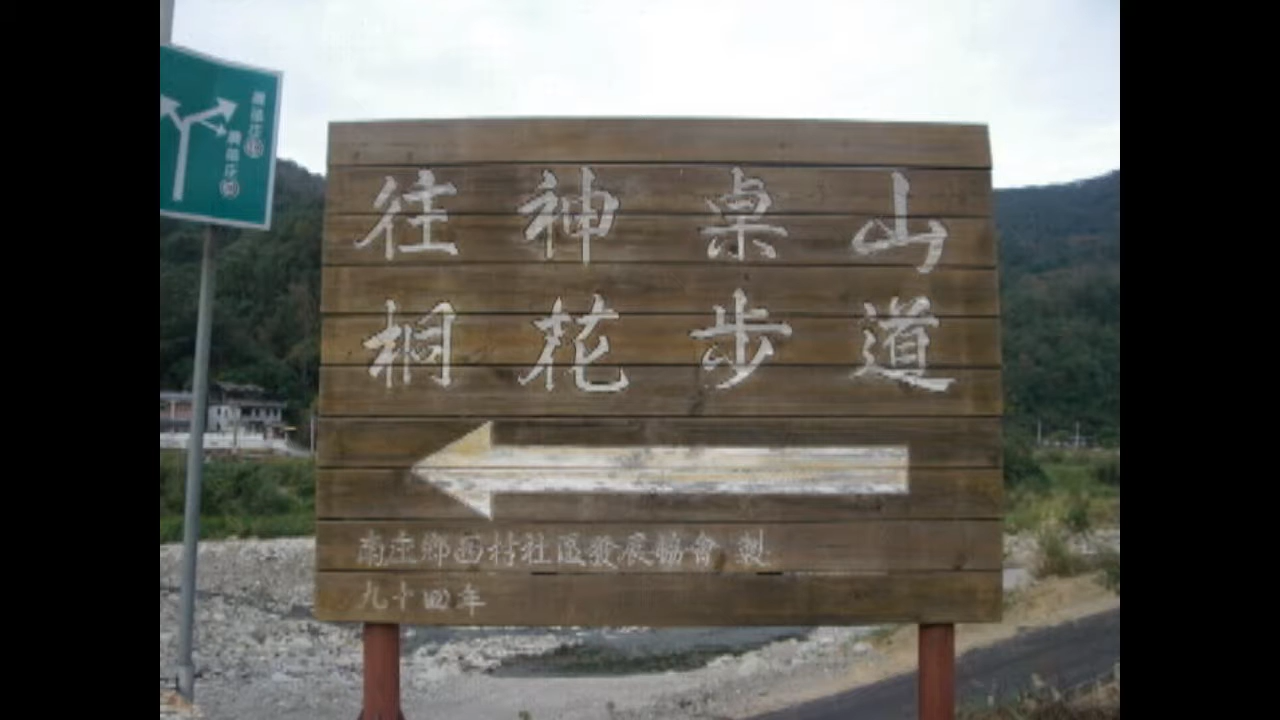 往神桌山
桐花步道
南庄鄉西村社區發展協會 製
九十四年